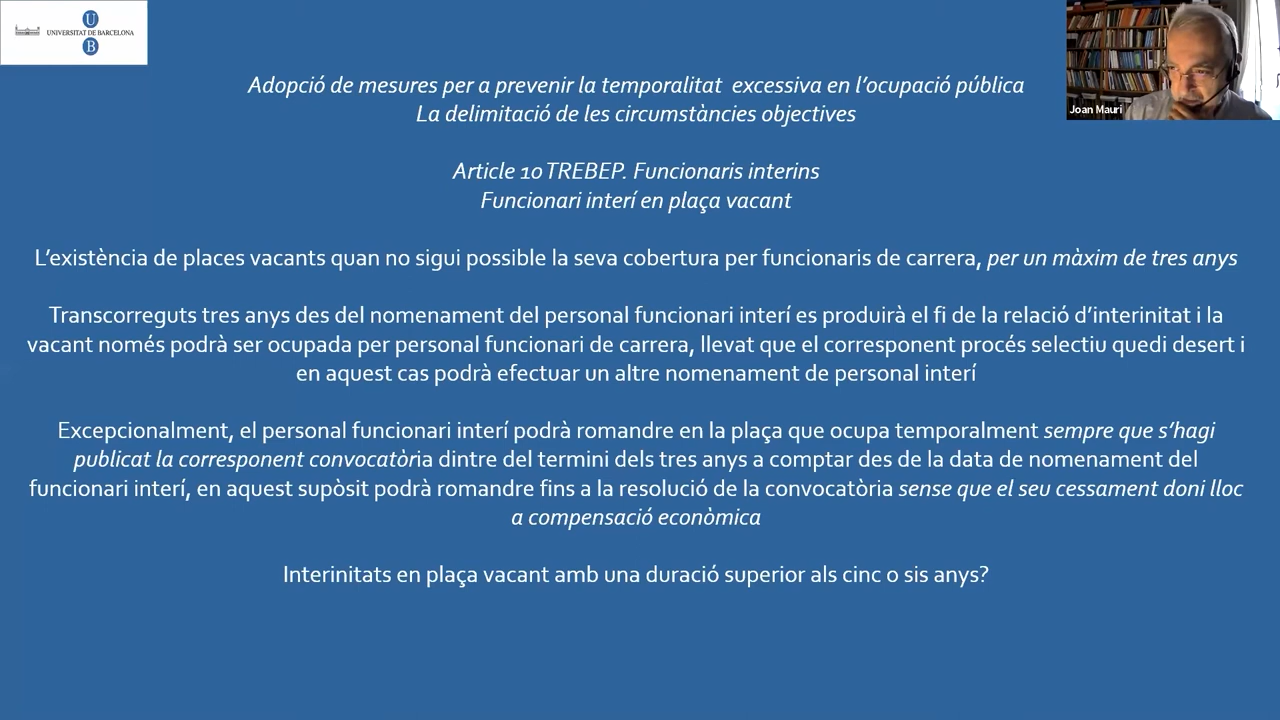 U
UNIVERSITAT DE BARCELONA
B
Joan Mauri
Adopció de mesures per a prevenir la temporalitat excessiva en l’ocupació pública
La delimitació de les circumstàncies objectives
Article 10 TREBEP. Funcionaris interins
Funcionari interí en plaça vacant
L’existència de places vacants quan no sigui possible la seva cobertura per funcionaris de carrera, per un màxim de tres anys
Transcorreguts tres anys des del nomenament del personal funcionari interí es produirà el fi de la relació d’interinitat i la
vacant només podrà ser ocupada per personal funcionari de carrera, llevat que el corresponent procés selectiu quedi desert i
en aquest cas podrà efectuar un altre nomenament de personal interí
Excepcionalment, el personal funcionari interí podrà romandre en la plaça que ocupa temporalment sempre que s’hagi
publicat la corresponent convocatòria dintre del termini dels tres anys a comptar des de la data de nomenament del
funcionari interí, en aquest supòsit podrà romandre fins a la resolució de la convocatòria sense que el seu cessament doni lloc
a compensació econòmica
Interinitats en plaça vacant amb una duració superior als cinc o sis anys?